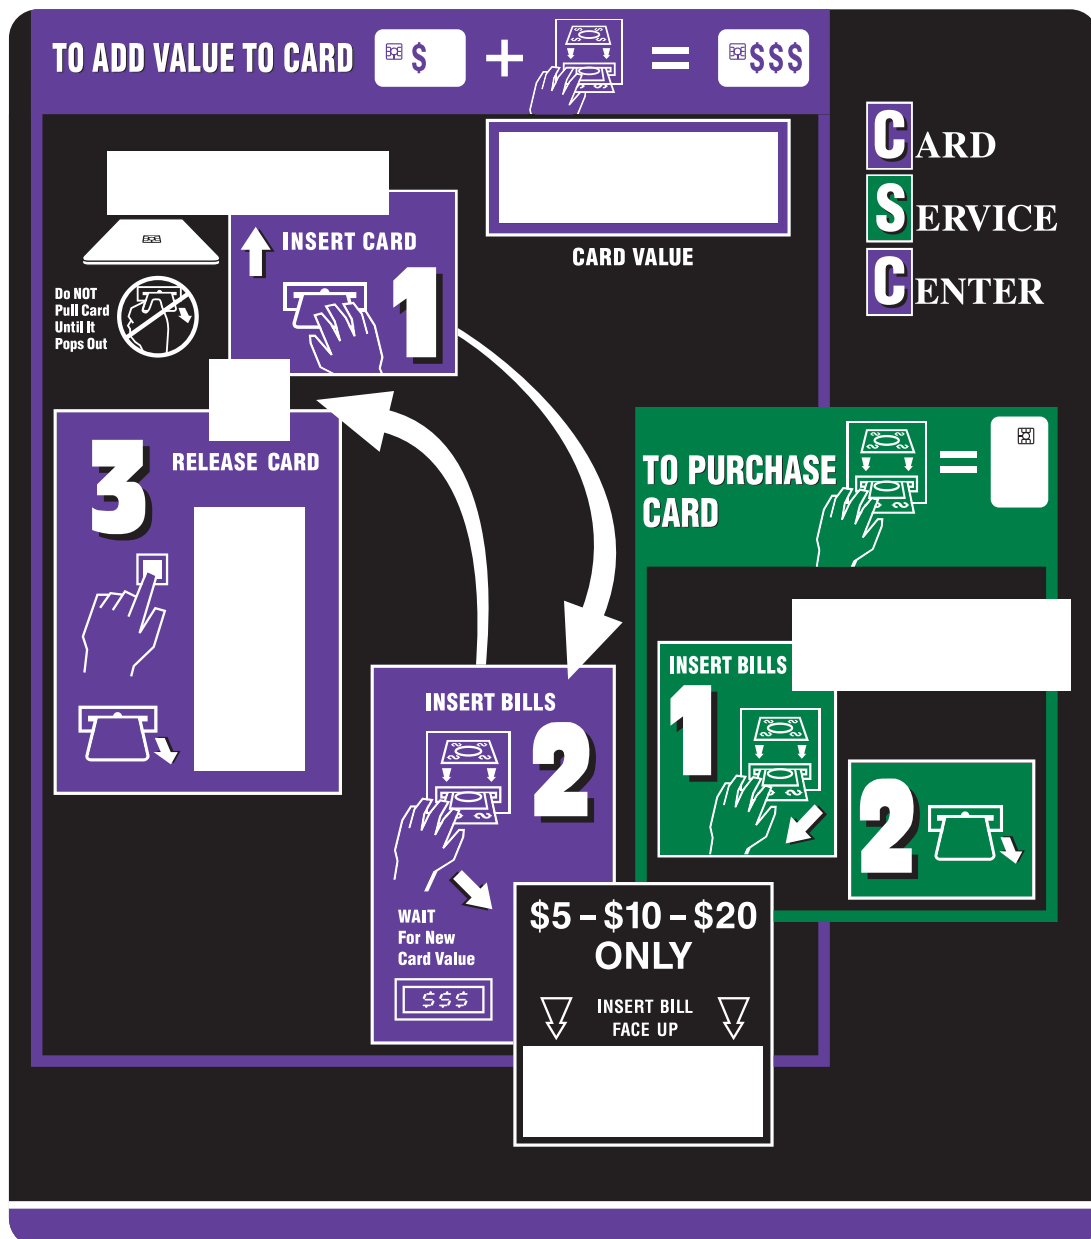 TO ADD VALUE TO CARD $ + = $$$
CARD
SERVICE
CENTER
CARD VALUE
INSERT CARD
1
Do NOT
Pull Card
Until It
Pops Out
3
RELEASE CARD
INSERT BILLS
2
WAIT
For New
Card Value
$$$
TO PURCHASE
CARD
=
INSERT BILLS
1
2
$5 – $10 – $20
ONLY
INSERT BILL
FACE UP